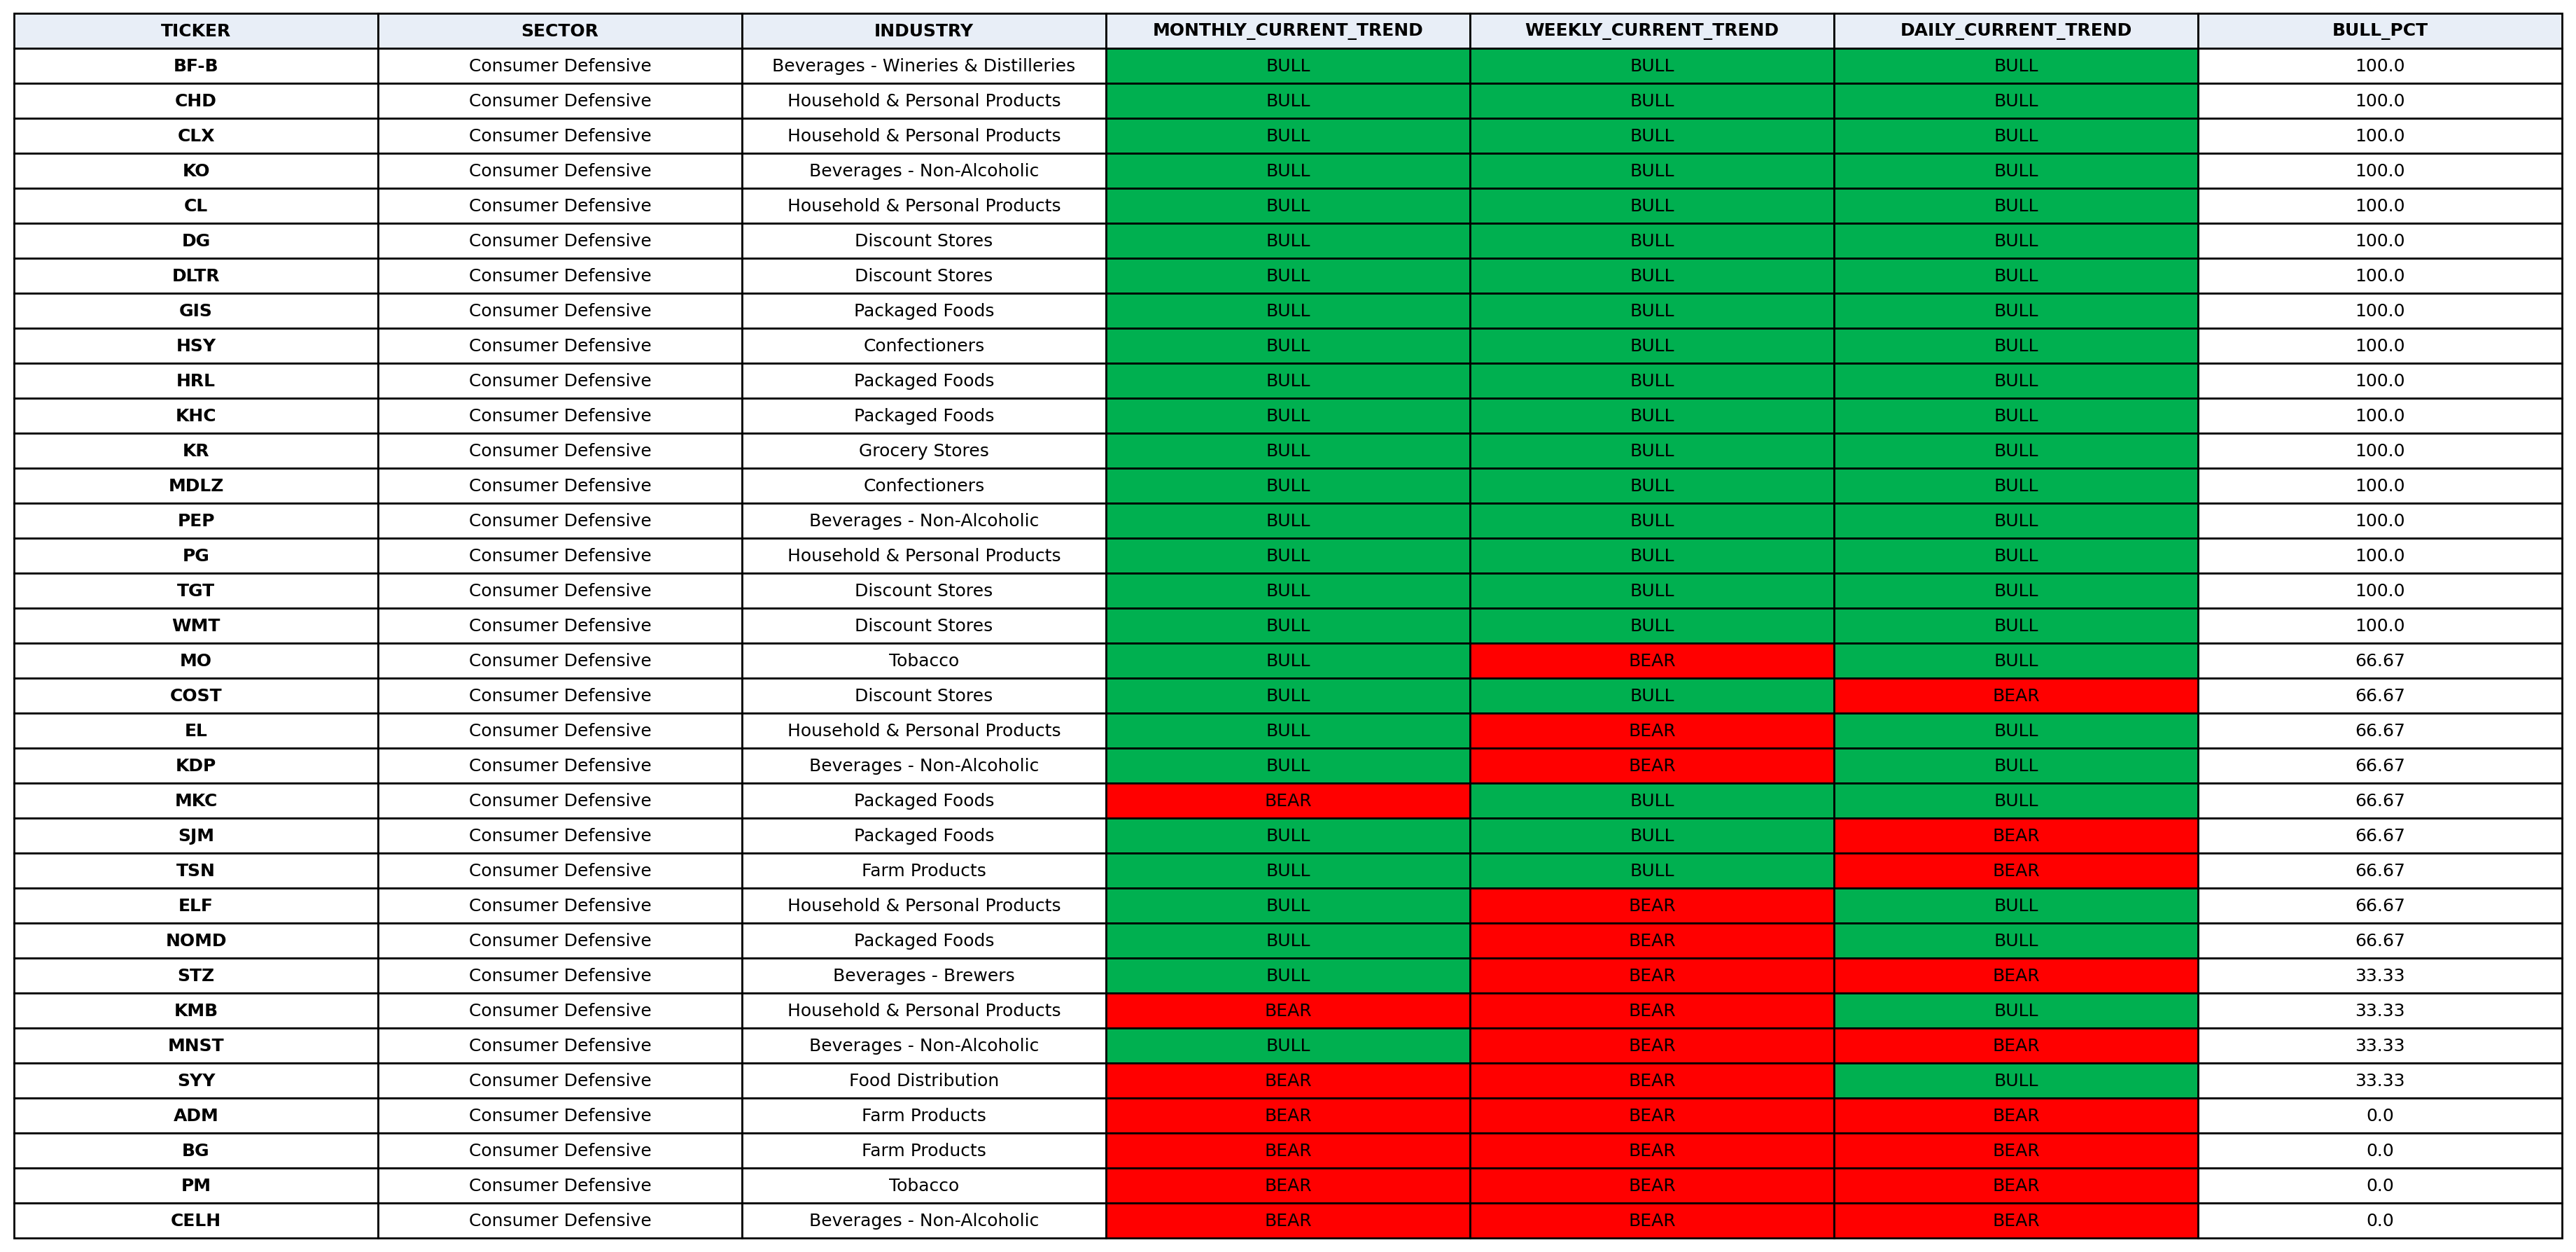 TICKER SECTOR INDUSTRY MONTHLY_CURRENT_TREND WEEKLY_CURRENT_TREND DAILY_CURRENT_TREND BULL_PCT
BF-B Consumer Defensive Beverages - Wineries & Distilleries BULL BULL BULL 100.0
CHD Consumer Defensive Household & Personal Products BULL BULL BULL 100.0
CLX Consumer Defensive Household & Personal Products BULL BULL BULL 100.0
KO Consumer Defensive Beverages - Non-Alcoholic BULL BULL BULL 100.0
CL Consumer Defensive Household & Personal Products BULL BULL BULL 100.0
DG Consumer Defensive Discount Stores BULL BULL BULL 100.0
DLTR Consumer Defensive Discount Stores BULL BULL BULL 100.0
GIS Consumer Defensive Packaged Foods BULL BULL BULL 100.0
HSY Consumer Defensive Confectioners BULL BULL BULL 100.0
HRL Consumer Defensive Packaged Foods BULL BULL BULL 100.0
KHC Consumer Defensive Packaged Foods BULL BULL BULL 100.0
KR Consumer Defensive Grocery Stores BULL BULL BULL 100.0
MDLZ Consumer Defensive Confectioners BULL BULL BULL 100.0
PEP Consumer Defensive Beverages - Non-Alcoholic BULL BULL BULL 100.0
PG Consumer Defensive Household & Personal Products BULL BULL BULL 100.0
TGT Consumer Defensive Discount Stores BULL BULL BULL 100.0
WMT Consumer Defensive Discount Stores BULL BULL BULL 100.0
MO Consumer Defensive Tobacco BULL BEAR BULL 66.67
COST Consumer Defensive Discount Stores BULL BULL BEAR 66.67
EL Consumer Defensive Household & Personal Products BULL BEAR BULL 66.67
KDP Consumer Defensive Beverages - Non-Alcoholic BULL BEAR BULL 66.67
MKC Consumer Defensive Packaged Foods BEAR BULL BULL 66.67
SJM Consumer Defensive Packaged Foods BULL BULL BEAR 66.67
TSN Consumer Defensive Farm Products BULL BULL BEAR 66.67
ELF Consumer Defensive Household & Personal Products BULL BEAR BULL 66.67
NOMD Consumer Defensive Packaged Foods BULL BEAR BULL 66.67
STZ Consumer Defensive Beverages - Brewers BULL BEAR BEAR 33.33
KMB Consumer Defensive Household & Personal Products BEAR BEAR BULL 33.33
MNST Consumer Defensive Beverages - Non-Alcoholic BULL BEAR BEAR 33.33
SYY Consumer Defensive Food Distribution BEAR BEAR BULL 33.33
ADM Consumer Defensive Farm Products BEAR BEAR BEAR 0.0
BG Consumer Defensive Farm Products BEAR BEAR BEAR 0.0
PM Consumer Defensive Tobacco BEAR BEAR BEAR 0.0
CELH Consumer Defensive Beverages - Non-Alcoholic BEAR BEAR BEAR 0.0